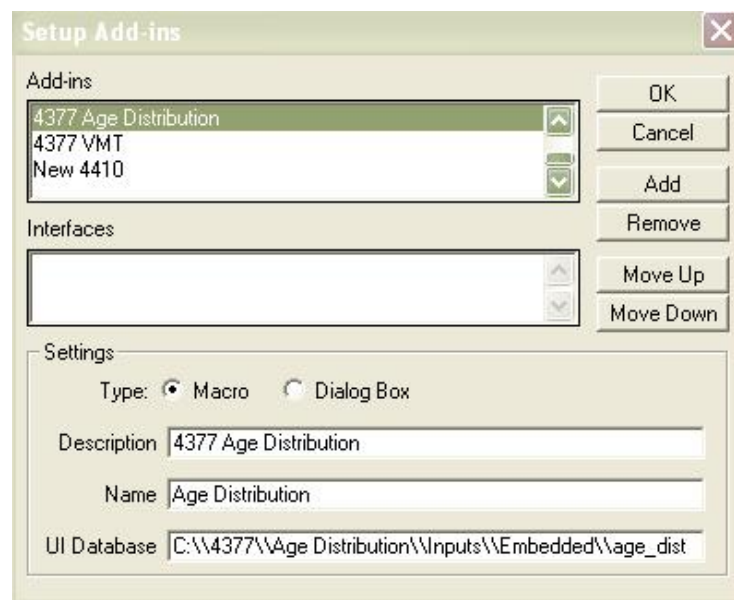 Setup Add-ins
Add-ins
4377 Age Distribution
4377 VMT
New 4410
OK
Cancel
Add
Remove
Interfaces
Move Up
Move Down
Settings
Type: Macro Dialog Box
Description 4377 Age Distribution
Name Age Distribution
UI Database C:\\4377\\Age Distribution\\Inputs\\Embedded\\age_dist